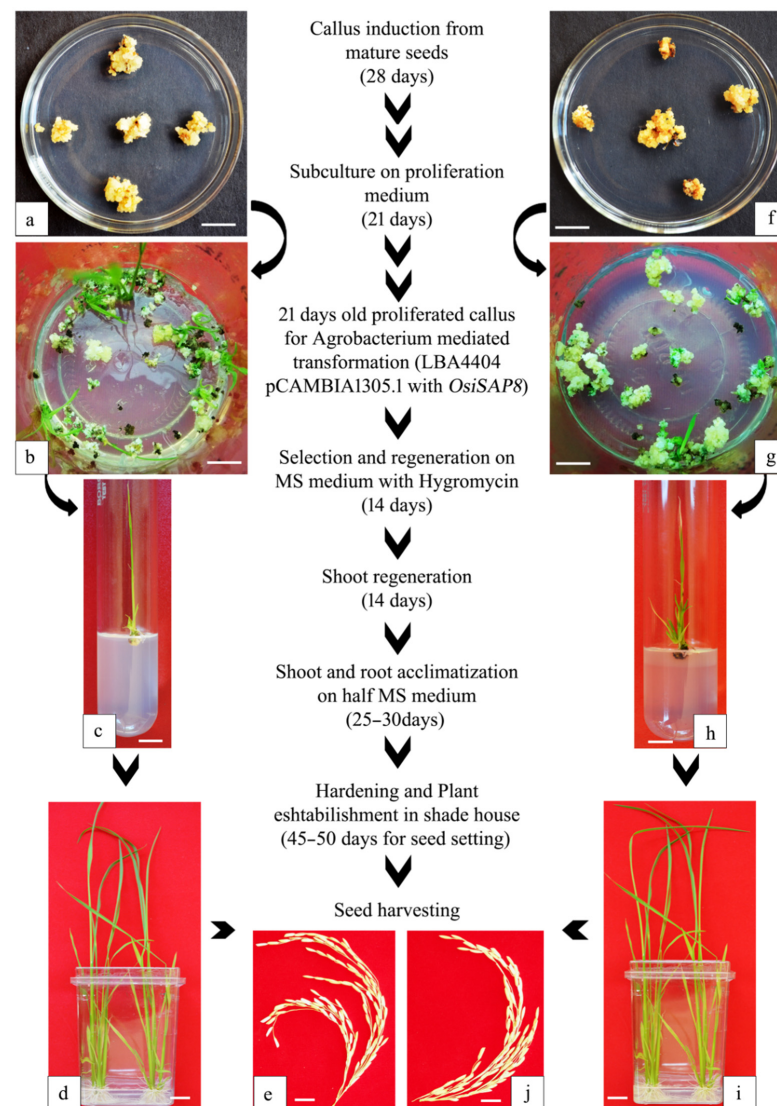 Callus induction from
mature seeds
(28 days)
Subculture on proliferation
medium
(21 days)
21 days old proliferated callus
for Agrobacterium mediated
transformation (LBA4404
pCAMBIA1305.1 with OsiSAP8)
Selection and regeneration on
MS medium with Hygromycin
(14 days)
Shoot regeneration
(14 days)
Shoot and root acclimatization
on half MS medium
(25–30days)
Hardening and Plant
eshtabilishment in shade house
(45–50 days for seed setting)
Seed harvesting
a
b
c
d
e
f
g
h
i
j